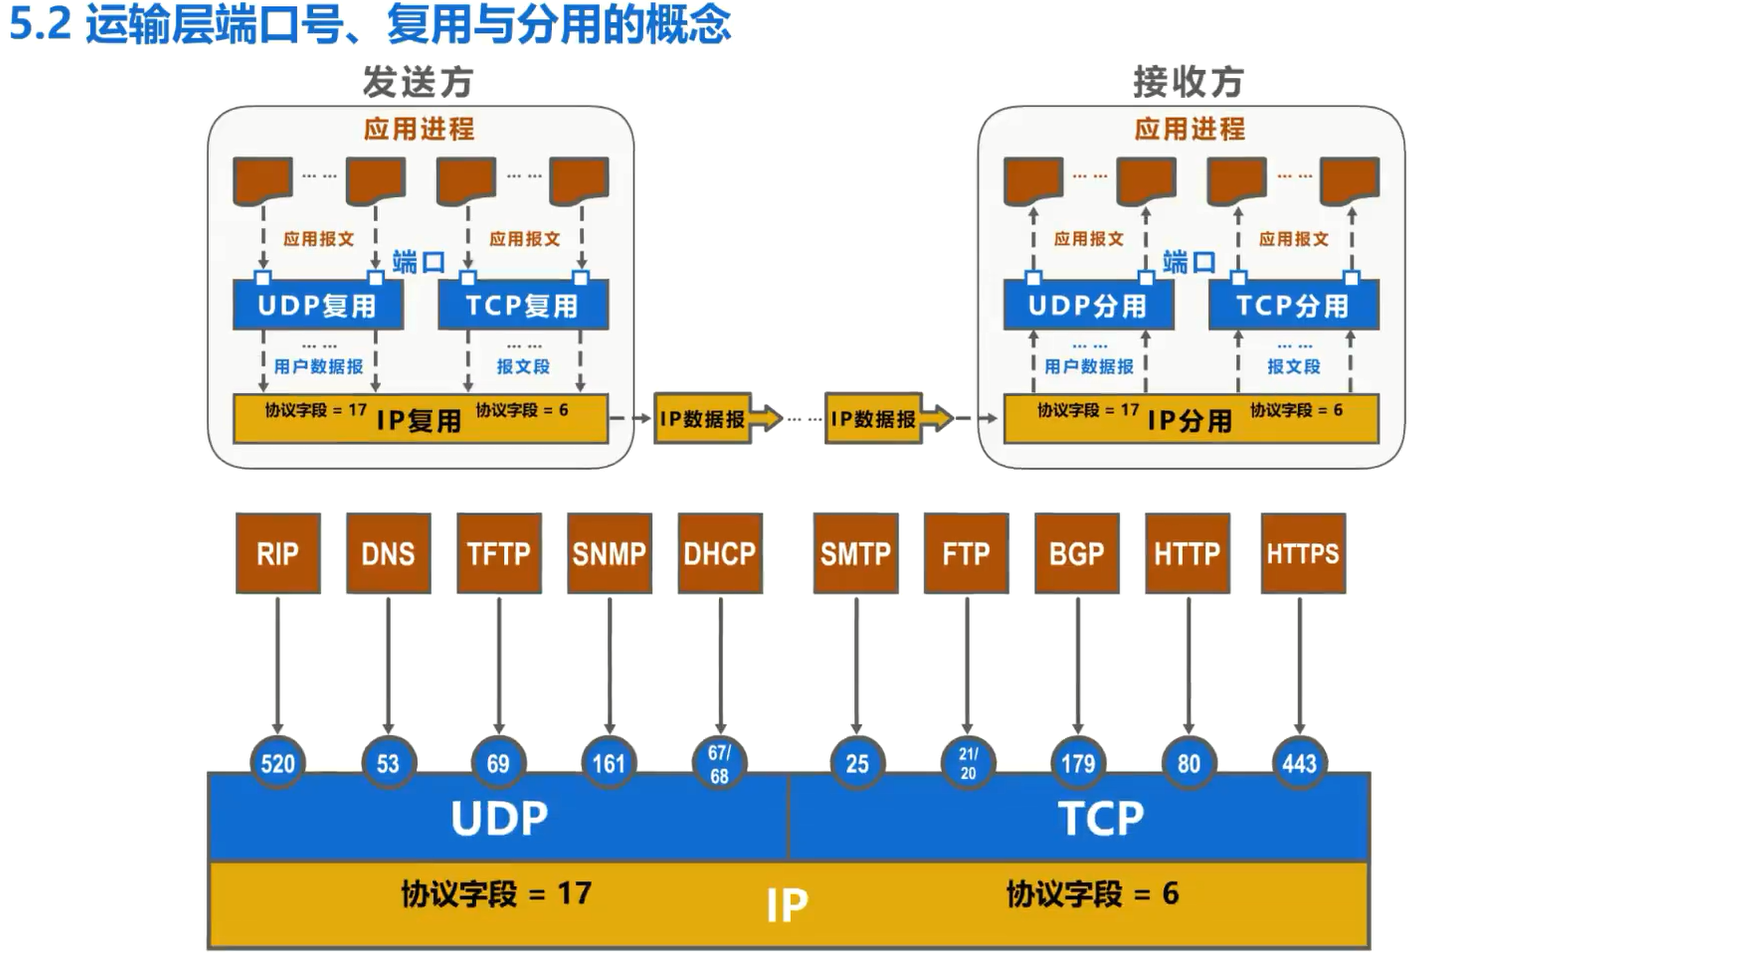 5.2 运输层端口号、复用与分用的概念
发送方
应用进程
… …
… …
应用报文
应用报文
端口
UDP复用
TCP复用
… …
… …
用户数据报
报文段
协议字段 = 17
IP复用
协议字段 = 6
IP数据报
… …
IP数据报
接收方
应用进程
… …
… …
应用报文
应用报文
端口
UDP分用
TCP分用
… …
… …
用户数据报
报文段
协议字段 = 17
IP分用
协议字段 = 6
RIP
DNS
TFTP
SNMP
DHCP
SMTP
FTP
BGP
HTTP
HTTPS
520
53
69
161
67/
68
25
21/
20
179
80
443
UDP
TCP
协议字段 = 17
IP
协议字段 = 6